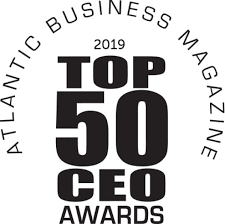 ATLANTIC BUSINESS MAGAZINE
2019
TOP
50
CEO
AWARDS